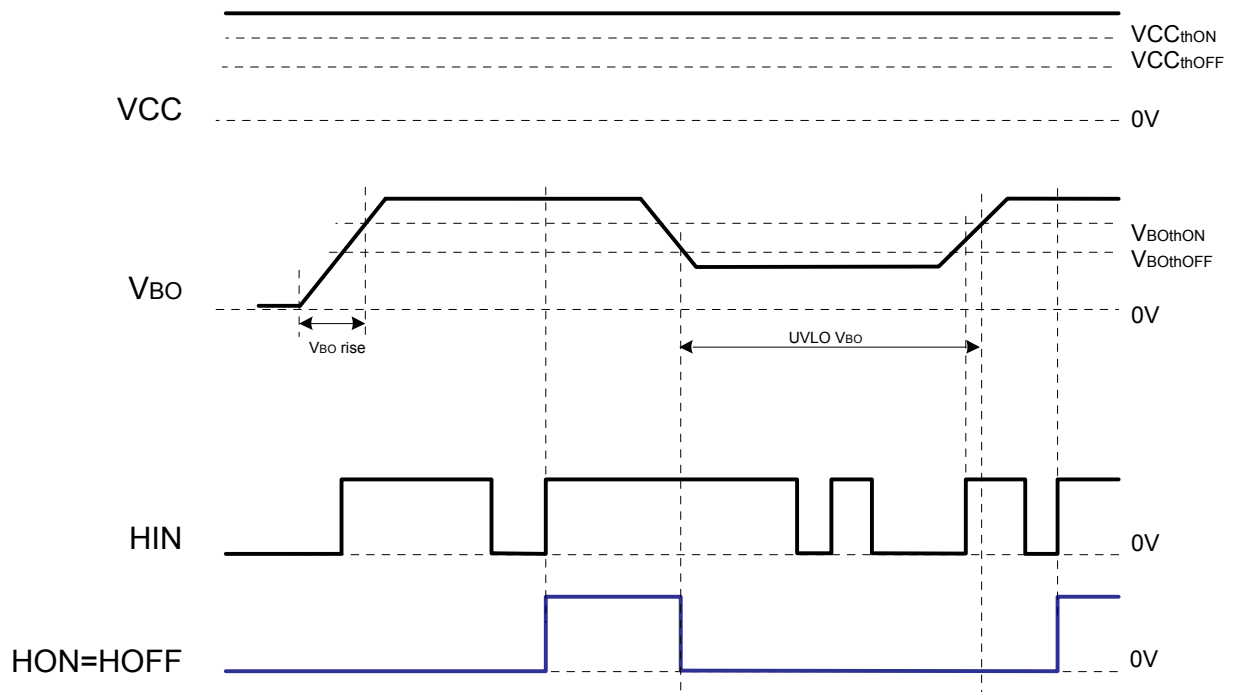 VCCthON
VCCthOFF
VCC
0V
VBOthON
VBOthOFF
VBO
0V
VBO rise
UVLO VBO
HIN
0V
HON=HOFF
0V